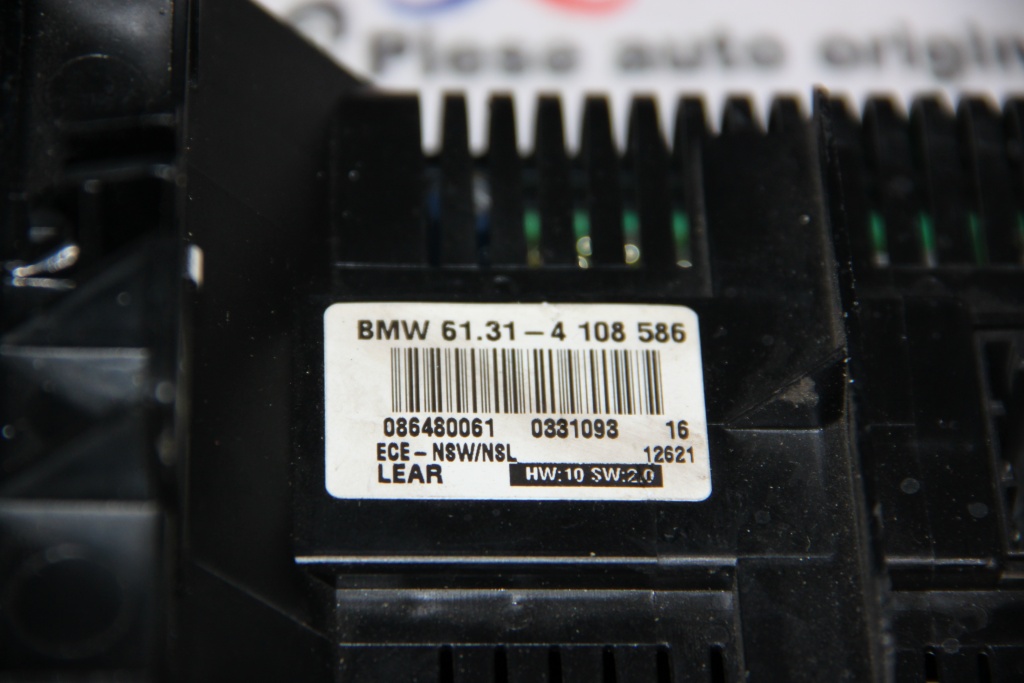 Piese auto origin
BMW 61.31-4 108 586
086480061 0331093 16
ECE-NSW/NSL 12621
LEAR HW:10 SW:2.0